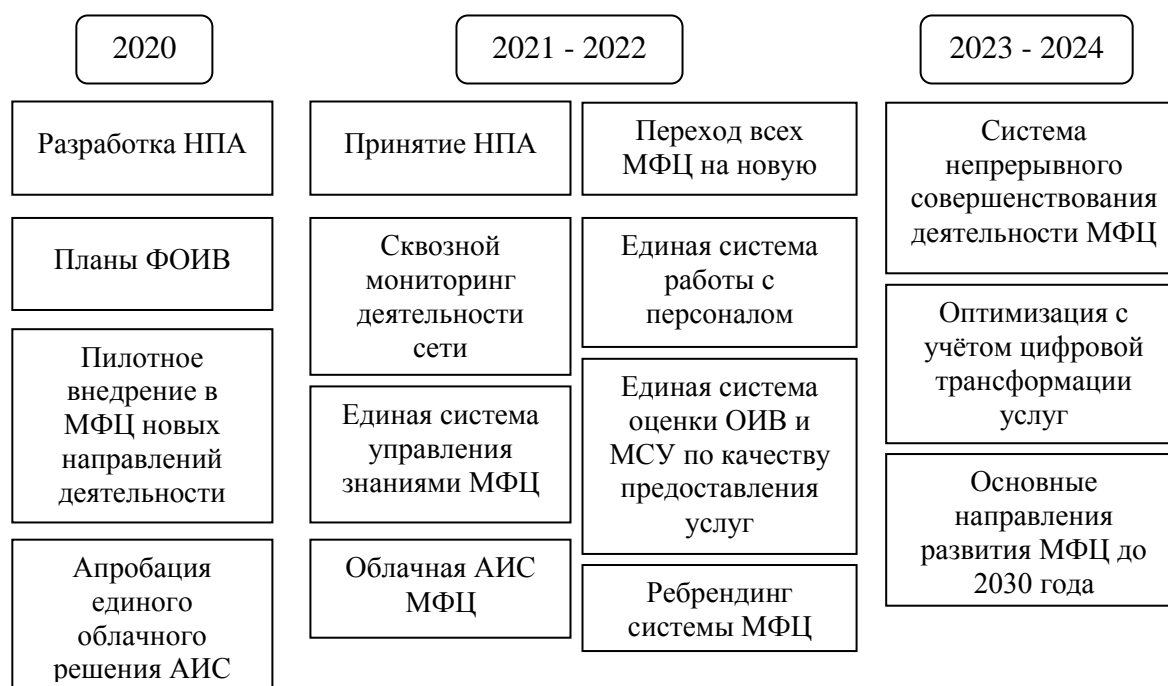 2020
Разработка НПА
Планы ФОИВ
Пилотное
внедрение в
МФЦ новых
направлений
деятельности
Апробация
единого
облачного
решения АИС
2021 - 2022
Принятие НПА
Сквозной
мониторинг
деятельности
сети
Единая система
управления
знаниями МФЦ
Облачная АИС
МФЦ
Переход всех
МФЦ на новую
Единая система
работы с
персоналом
Единая система
оценки ОИВ и
МСУ по качеству
предоставления
услуг
Ребрендинг
системы МФЦ
2023 - 2024
Система
непрерывного
совершенствования
деятельности МФЦ
Оптимизация с
учётом цифровой
трансформации
услуг
Основные
направления
развития МФЦ до
2030 года